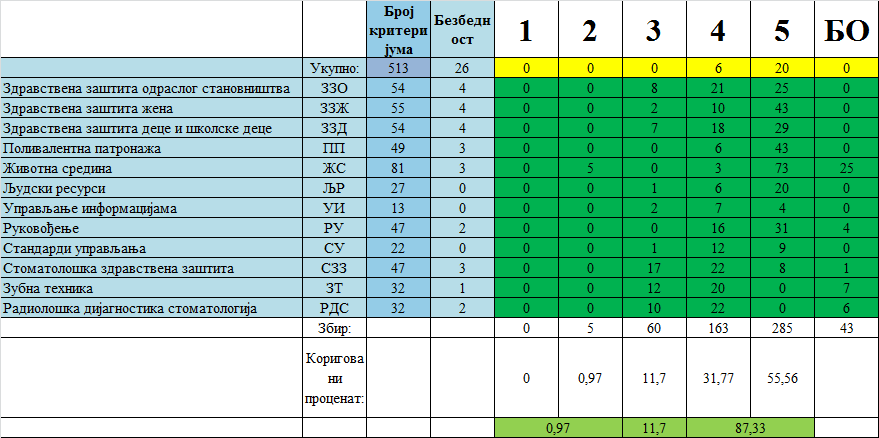 Број критери јума Безбедн ост 1 2 3 4 5 БО
Укупно: 513 26 0 0 0 6 20 0
Здравствена заштита одраслог становништва ЗЗО 54 4 0 0 8 21 25 0
Здравствена заштита жена ЗЗЖ 55 4 0 0 2 10 43 0
Здравствена заштита деце и школске деце ЗЗД 54 4 0 0 7 18 29 0
Поливалентна патронажа ПП 49 3 0 0 0 6 43 0
Животна средина ЖС 81 3 0 5 0 3 73 25
Људски ресурси ЉР 27 0 0 0 1 6 20 0
Управљање информацијама УИ 13 0 0 0 2 7 4 0
Руковођење РУ 47 2 0 0 0 16 31 4
Стандарди управљања СУ 22 0 0 0 1 12 9 0
Стоматолошка здравствена заштита СЗЗ 47 3 0 0 17 22 8 1
Зубна техника ЗТ 32 1 0 0 12 20 0 7
Радиолошка дијагностика стоматологија РДС 32 2 0 0 10 22 0 6
Збир: 0 5 60 163 285 43
Коригова
ни
проценат: 0 0,97 11,7 31,77 55,56
0,97 11,7 87,33